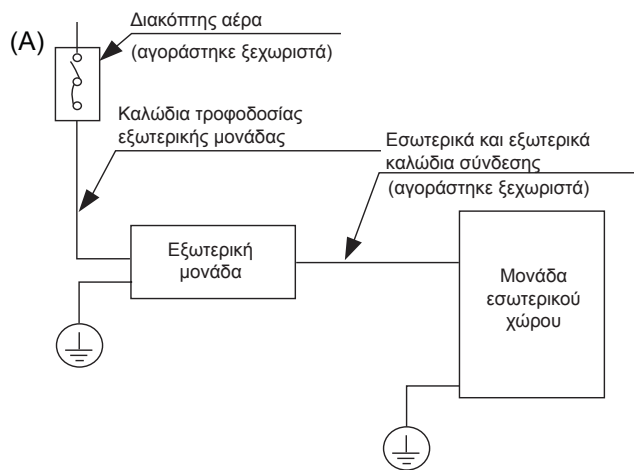 (A)
Διακόπτης αέρα
(αγοράστηκε ξεχωριστά)
Καλώδια τροφοδοσίας
εξωτερικής μονάδας
Εσωτερικά και εξωτερικά
καλώδια σύνδεσης
(αγοράστηκε ξεχωριστά)
Εξωτερική
μονάδα
Μονάδα
εσωτερικού
χώρου